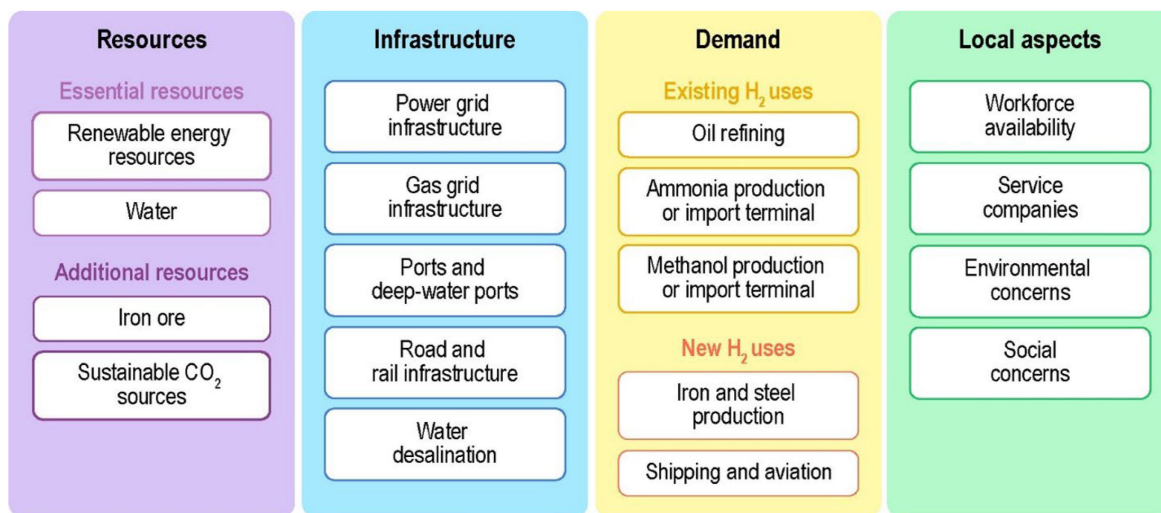 Resources
Essential resources
Renewable energy
resources
Water
Additional resources
Iron ore
Sustainable CO₂
sources
Infrastructure
Power grid
infrastructure
Gas grid
infrastructure
Ports and
deep-water ports
Road and
rail infrastructure
Water
desalination
Demand
Existing H₂ uses
Oil refining
Ammonia production
or import terminal
Methanol production
or import terminal
New H₂ uses
Iron and steel
production
Shipping and aviation
Local aspects
Workforce
availability
Service
companies
Environmental
concerns
Social
concerns